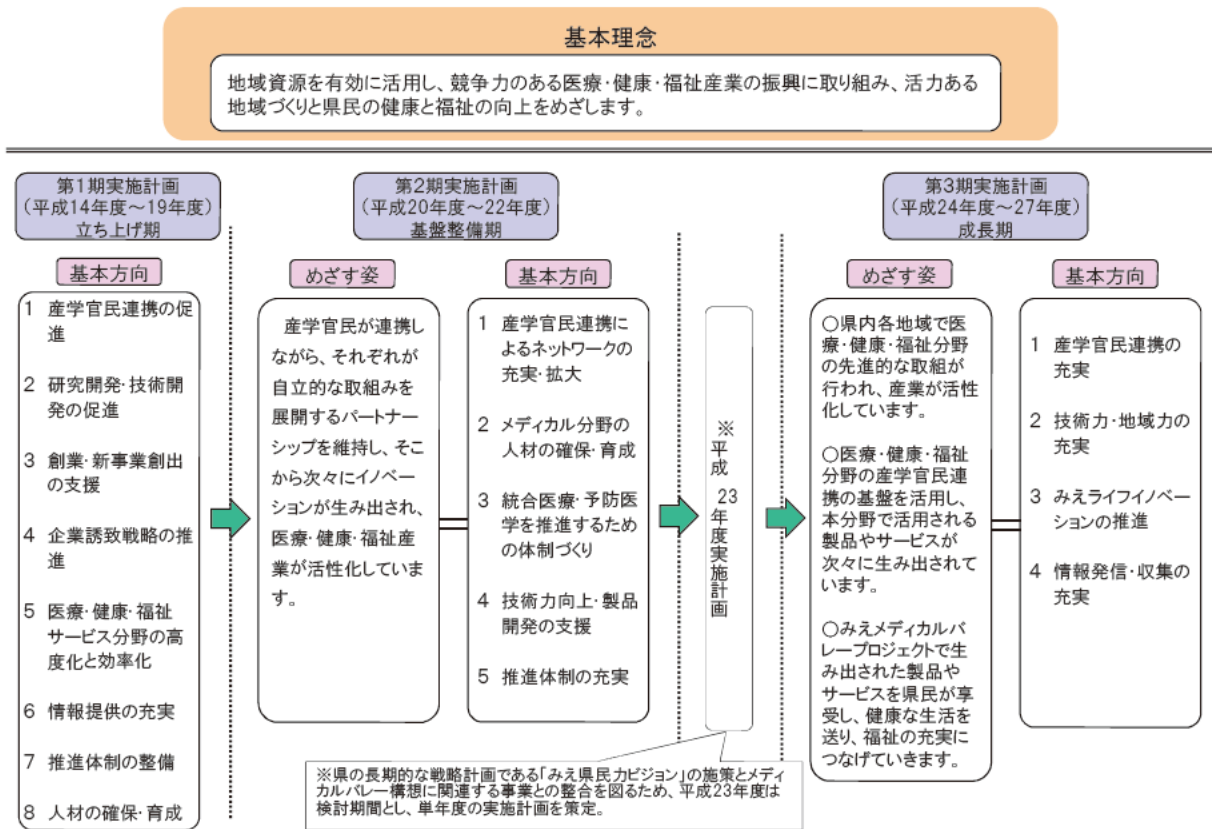 基本理念
地域資源を有効に活用し、競争力のある医療・健康・福祉産業の振興に取り組み、活力ある
地域づくりと県民の健康と福祉の向上をめざします。
第1期実施計画
（平成14年度～19年度）
立ち上げ期
基本方向
1 産学官民連携の促
進
2 研究開発・技術開
発の促進
3 創業・新事業創出
の支援
4 企業誘致戦略の推
進
5 医療・健康・福祉
サービス分野の高
度化と効率化
6 情報提供の充実
7 推進体制の整備
8 人材の確保・育成
第2期実施計画
（平成20年度～22年度）
基盤整備期
めざす姿
産学官民が連携し
ながら、それぞれが
自立的な取組みを
展開するパートナー
シップを維持し、そこ
から次々にイノベー
ションが生み出され、
医療・健康・福祉産
業が活性化していま
す。
基本方向
1 産学官民連携に
よるネットワークの
充実・拡大
2 メディカル分野の
人材の確保・育成
3 統合医療・予防医
学を推進するため
の体制づくり
4 技術力向上・製品
開発の支援
5 推進体制の充実
※平成23年度実施計画
※県の長期的な戦略計画である「みえ県民力ビジョン」の施策とメディ
カルバレー構想に関連する事業との整合を図るため、平成23年度は
検討期間とし、単年度の実施計画を策定。
第3期実施計画
（平成24年度～27年度）
成長期
めざす姿
○県内各地域で医
療・健康・福祉分野
の先進的な取組が
行われ、産業が活性
化しています。
○医療・健康・福祉
分野の産学官民連
携の基盤を活用し、
本分野で活用される
製品やサービスが
次々に生み出されて
います。
○みえメディカルバ
レープロジェクトで生
み出された製品や
サービスを県民が享
受し、健康な生活を
送り、福祉の充実に
つなげていきます。
基本方向
1 産学官民連携の
充実
2 技術力・地域力の
充実
3 みえライフイノベー
ションの推進
4 情報発信・収集の
充実